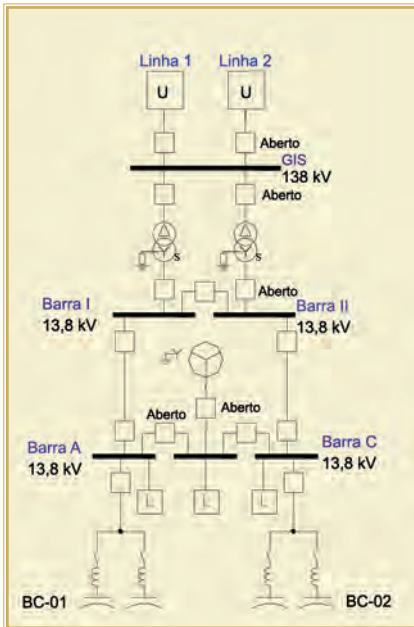 Linha 1 Linha 2
U U
Aberto
GIS
138 kV
Aberto
S S
Aberto
Barra I Barra II
13,8 kV 13,8 kV
Aberto Aberto
Barra A Barra C
13,8 kV 13,8 kV
L L L
BC-01 BC-02